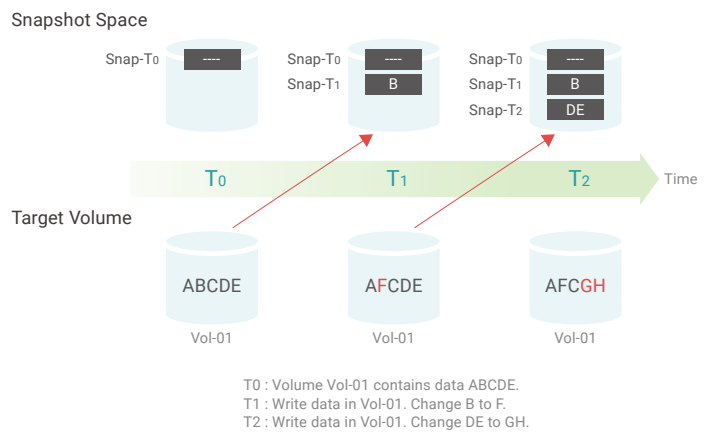 Snapshot Space
Snap-T0 ----
Snap-T0 ----
Snap-T1 B
Snap-T0 ----
Snap-T1 B
Snap-T2 DE
T0 T1 T2 Time
Target Volume
ABCDE AFCDE AFCGH
Vol-01 Vol-01 Vol-01
T0 : Volume Vol-01 contains data ABCDE.
T1 : Write data in Vol-01. Change B to F.
T2 : Write data in Vol-01. Change DE to GH.